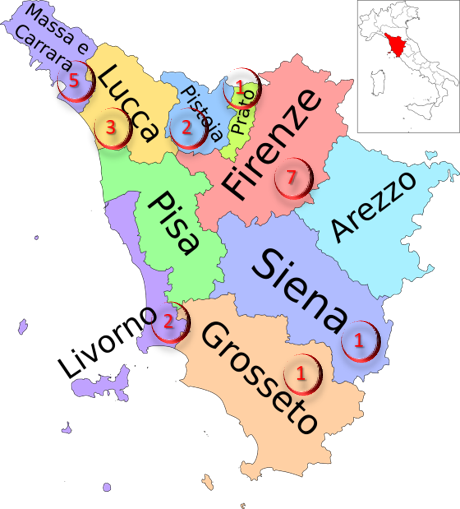 Massa e
Carrara
5
Lucca
3
Pistoia
2
Prato
1
Firenze
7
Arezzo
Pisa
Siena
1
Livorno
2
Grosseto
1